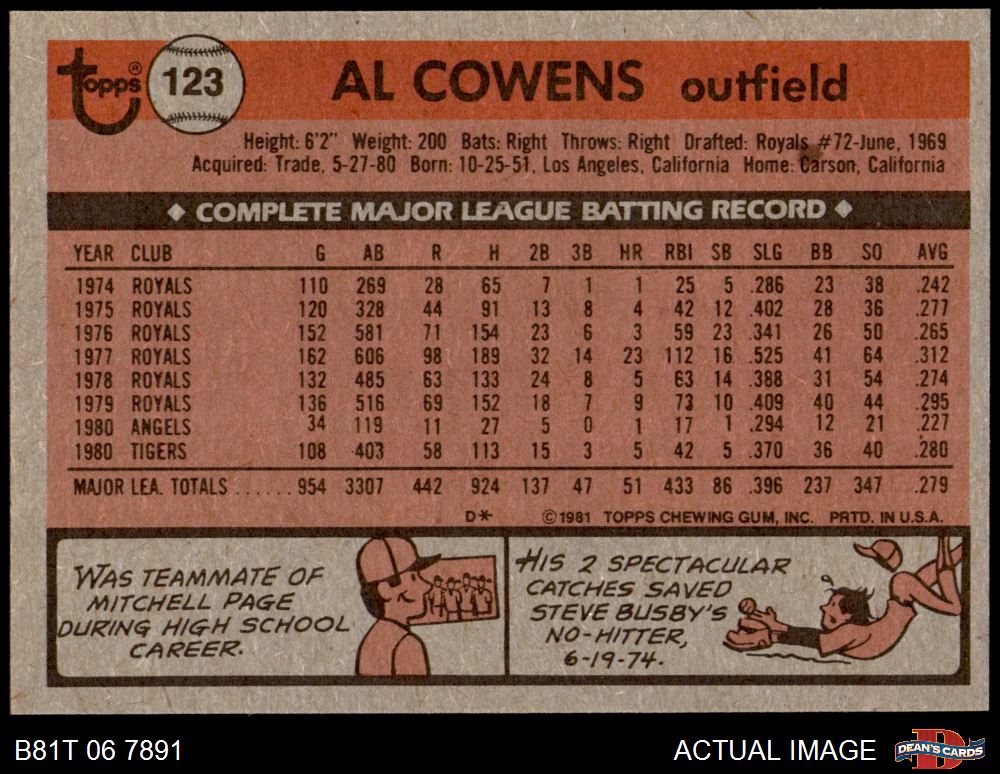 topps® 123 AL COWENS outfield
Height: 6'2" Weight: 200 Bats: Right Throws: Right Drafted: Royals #72-June, 1969
Acquired: Trade, 5-27-80 Born: 10-25-51, Los Angeles, California Home: Carson, California
◆ COMPLETE MAJOR LEAGUE BATTING RECORD ◆
YEAR CLUB G AB R H 2B 3B HR RBI SB SLG BB SO AVG
1974 ROYALS 110 269 28 65 7 1 1 25 5 .286 23 38 .242
1975 ROYALS 120 328 44 91 13 8 4 42 12 .402 28 36 .277
1976 ROYALS 152 581 71 154 23 6 3 59 23 .341 26 50 .265
1977 ROYALS 162 606 98 189 32 14 23 112 16 .525 41 64 .312
1978 ROYALS 132 485 63 133 24 8 5 63 14 .388 31 54 .274
1979 ROYALS 136 516 69 152 18 7 9 73 10 .409 40 44 .295
1980 ANGELS 34 119 11 27 5 0 1 17 1 .294 12 21 .227
1980 TIGERS 108 403 58 113 15 3 5 42 5 .370 36 40 .280
MAJOR LEA. TOTALS ...... 954 3307 442 924 137 47 51 433 86 .396 237 347 .279
D* ©1981 TOPPS CHEWING GUM, INC. PRTD. IN U.S.A.
WAS TEAMMATE OF
MITCHELL PAGE
DURING HIGH SCHOOL
CAREER.
HIS 2 SPECTACULAR
CATCHES SAVED
STEVE BUSBY'S
NO-HITTER,
6-19-74.
B81T 06 7891 ACTUAL IMAGE D DEAN'S CARDS